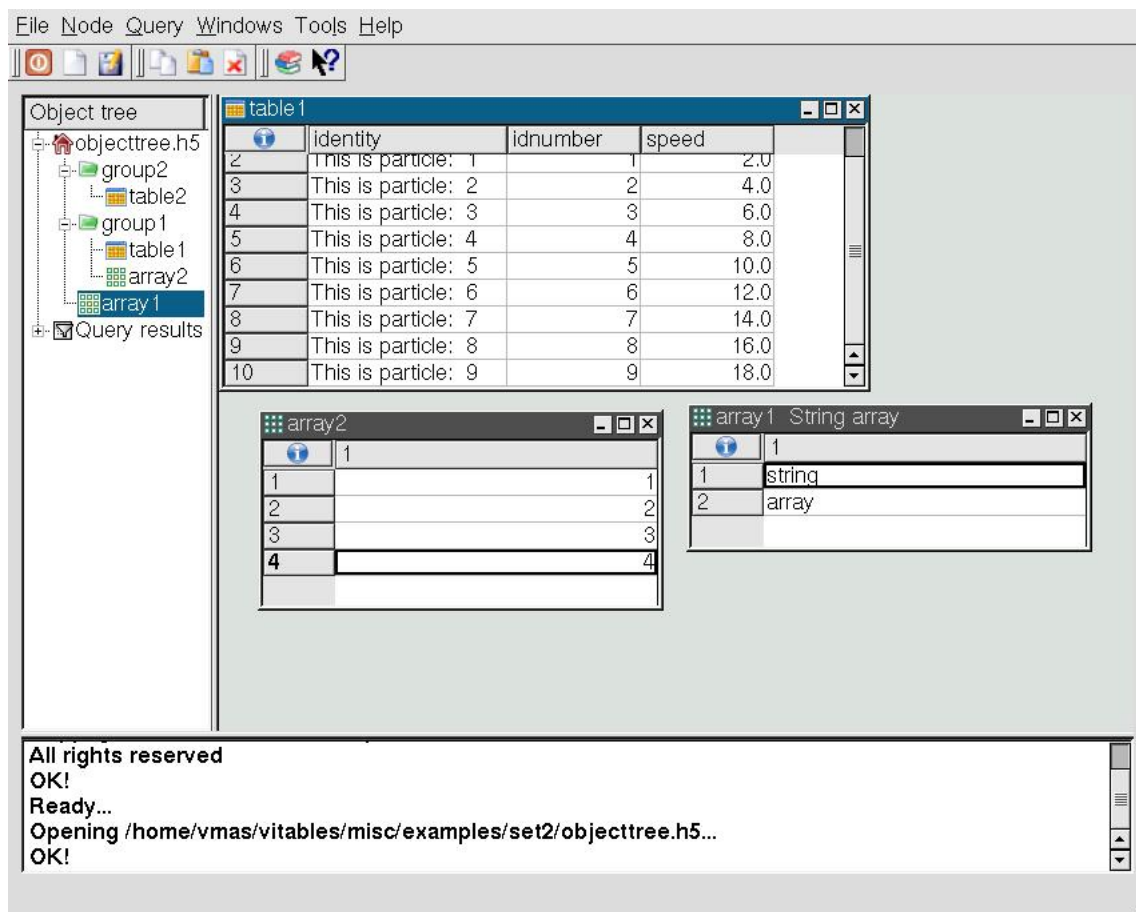 File Node Query Windows Tools Help
Object tree
objecttree.h5
group2
table2
group1
table1
array2
array1
Query results
table1
identity idnumber speed
2 This is particle: 1 1 2.0
3 This is particle: 2 2 4.0
4 This is particle: 3 3 6.0
5 This is particle: 4 4 8.0
6 This is particle: 5 5 10.0
7 This is particle: 6 6 12.0
8 This is particle: 7 7 14.0
9 This is particle: 8 8 16.0
10 This is particle: 9 9 18.0
array2
1
1 1
2 2
3 3
4 4
array1 String array
1
1 string
2 array
All rights reserved
OK!
Ready...
Opening /home/vmas/vitables/misc/examples/set2/objecttree.h5...
OK!